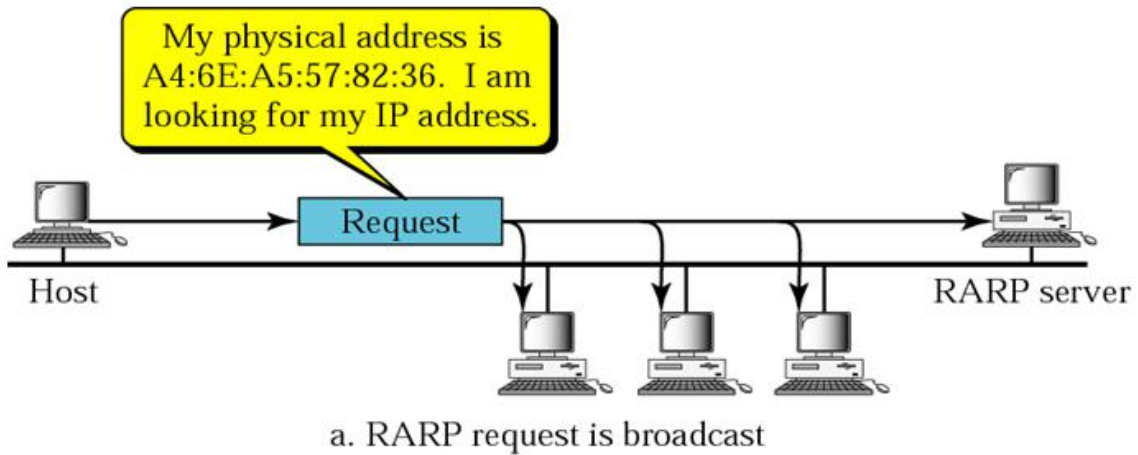 My physical address is
A4:6E:A5:57:82:36. I am
looking for my IP address.
Request
Host
RARP server
a. RARP request is broadcast